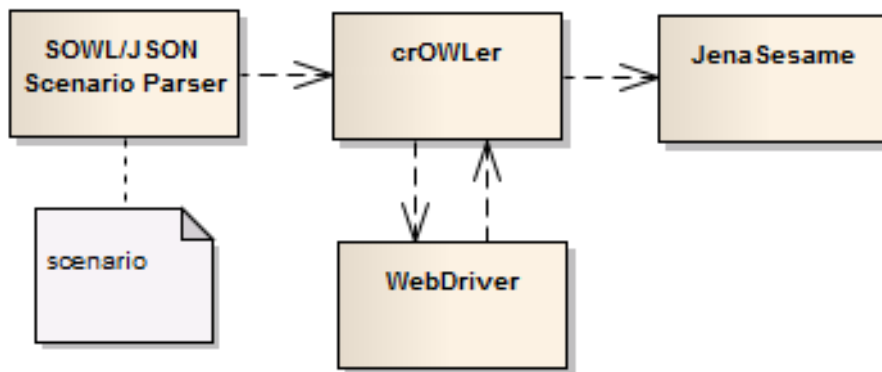 SOWL/JSON
Scenario Parser
crOWLer
JenaSesame
scenario
WebDriver